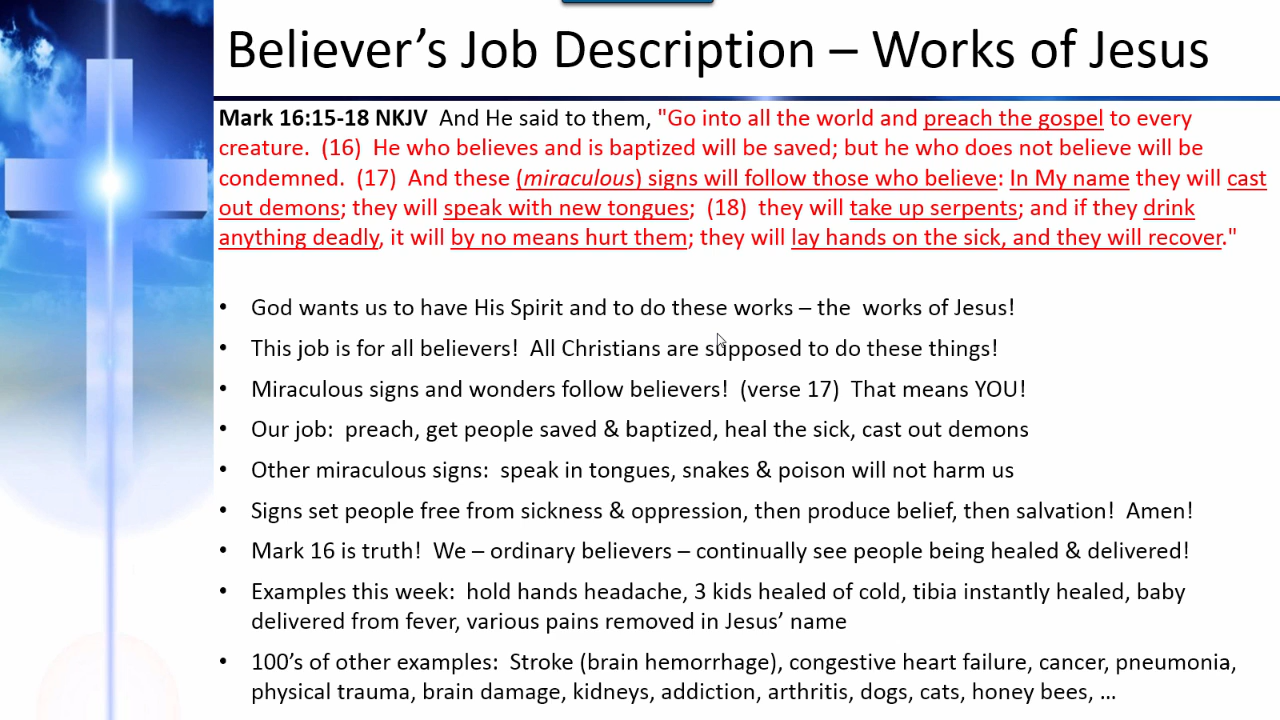 Believer’s Job Description – Works of Jesus
Mark 16:15-18 NKJV  And He said to them, "Go into all the world and preach the gospel to every
creature.  (16)  He who believes and is baptized will be saved; but he who does not believe will be
condemned.  (17)  And these (miraculous) signs will follow those who believe: In My name they will cast
out demons; they will speak with new tongues;  (18)  they will take up serpents; and if they drink
anything deadly, it will by no means hurt them; they will lay hands on the sick, and they will recover."
• God wants us to have His Spirit and to do these works – the  works of Jesus!
• This job is for all believers!  All Christians are supposed to do these things!
• Miraculous signs and wonders follow believers!  (verse 17)  That means YOU!
• Our job:  preach, get people saved & baptized, heal the sick, cast out demons
• Other miraculous signs:  speak in tongues, snakes & poison will not harm us
• Signs set people free from sickness & oppression, then produce belief, then salvation!  Amen!
• Mark 16 is truth!  We – ordinary believers – continually see people being healed & delivered!
• Examples this week:  hold hands headache, 3 kids healed of cold, tibia instantly healed, baby
delivered from fever, various pains removed in Jesus’ name
• 100’s of other examples:  Stroke (brain hemorrhage), congestive heart failure, cancer, pneumonia,
physical trauma, brain damage, kidneys, addiction, arthritis, dogs, cats, honey bees, …